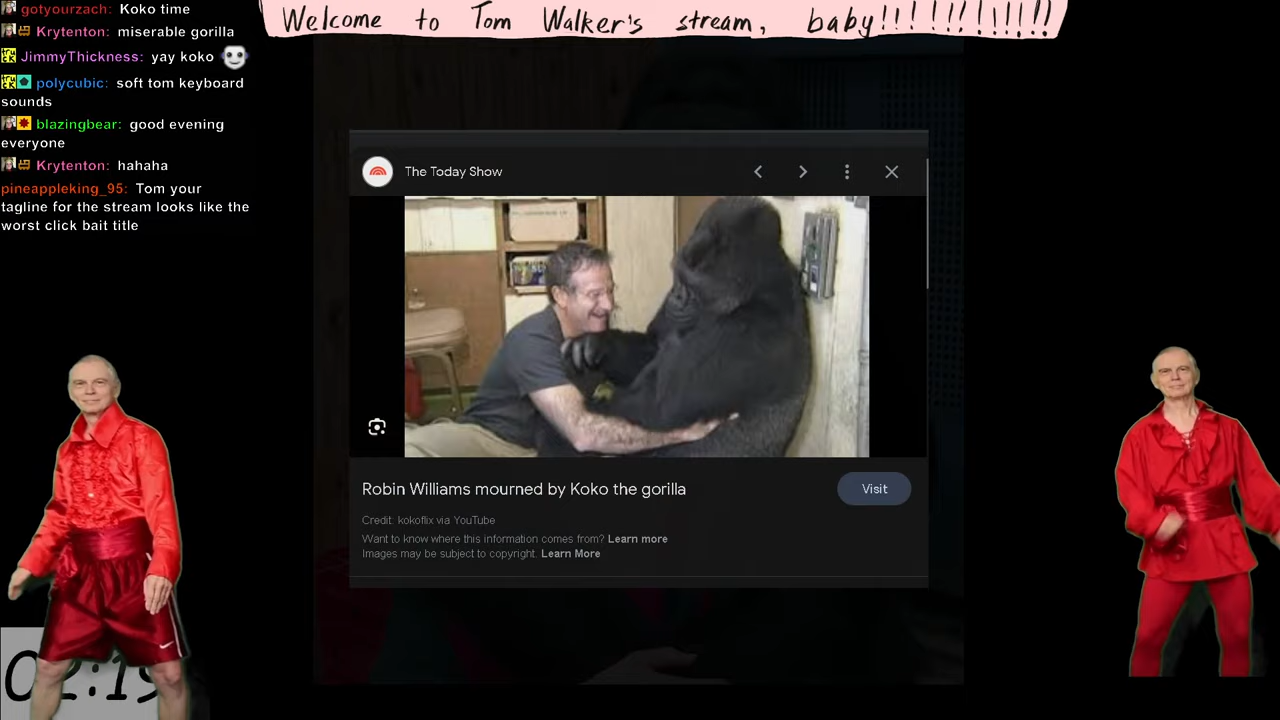 Welcome to Tom Walker's stream, baby!!!!!!!!!!!!
gotyourzach: Koko time
Krytenton: miserable gorilla
JimmyThickness: yay koko
polycubic: soft tom keyboard
sounds
blazingbear: good evening
everyone
Krytenton: hahaha
pineappleking_95: Tom your
tagline for the stream looks like the
worst click bait title
The Today Show
Robin Williams mourned by Koko the gorilla
Visit
Credit: kokoflix via YouTube
Want to know where this information comes from? Learn more
Images may be subject to copyright. Learn More